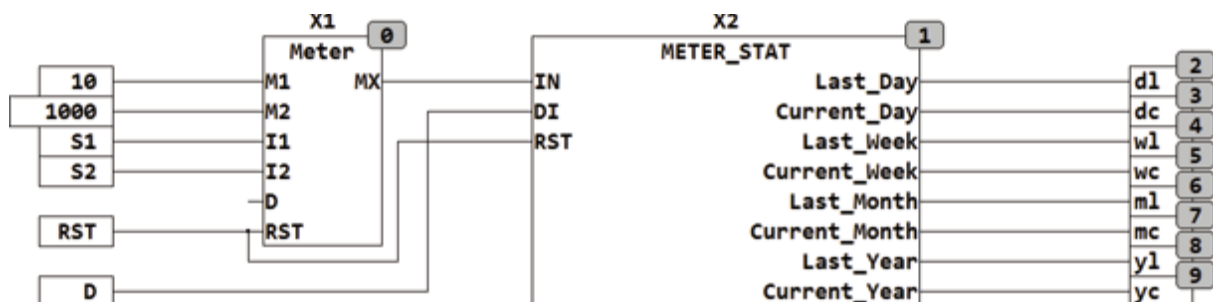 X1 X2
0 1
Meter METER_STAT
2
10 M1 MX IN Last_Day dl
3
1000 M2 DI Current_Day dc
4
S1 I1 RST Last_Week wl
5
S2 I2 Current_Week wc
6
D Last_Month ml
7
RST RST Current_Month mc
8
Last_Year yl
9
D Current_Year yc